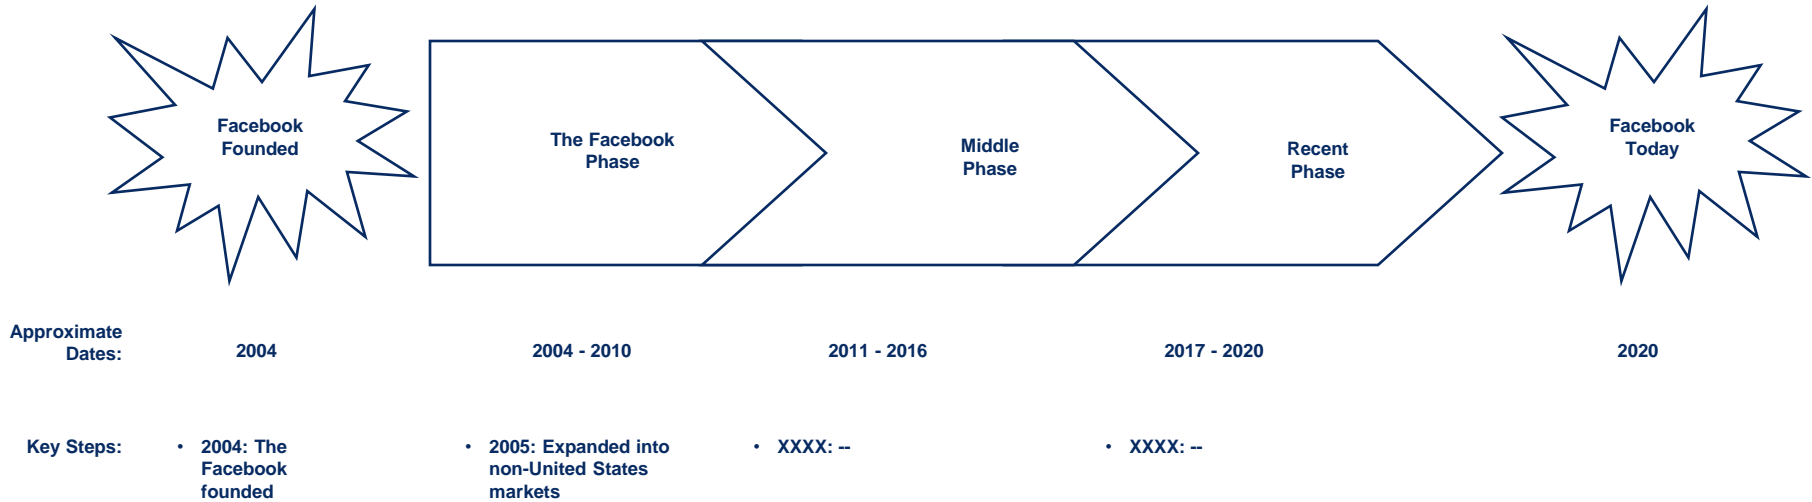 Facebook
Founded
The Facebook
Phase
Middle
Phase
Recent
Phase
Facebook
Today
Approximate
Dates:
2004
2004 - 2010
2011 - 2016
2017 - 2020
2020
Key Steps:
• 2004: The
Facebook
founded
• 2005: Expanded into
non-United States
markets
• XXXX: --
• XXXX: --